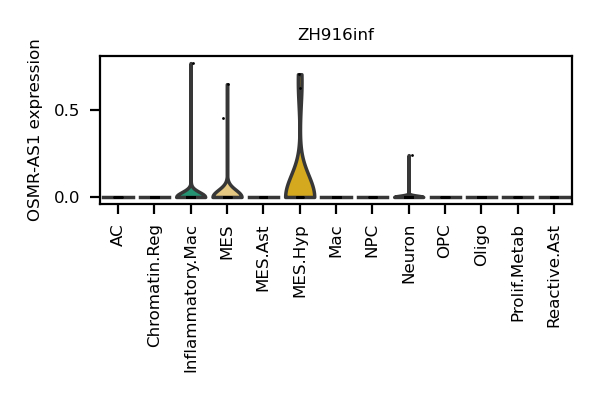 ZH916inf
OSMR-AS1 expression
0.5
0.0
AC
Chromatin.Reg
Inflammatory.Mac
MES
MES.Ast
MES.Hyp
Mac
NPC
Neuron
OPC
Oligo
Prolif.Metab
Reactive.Ast